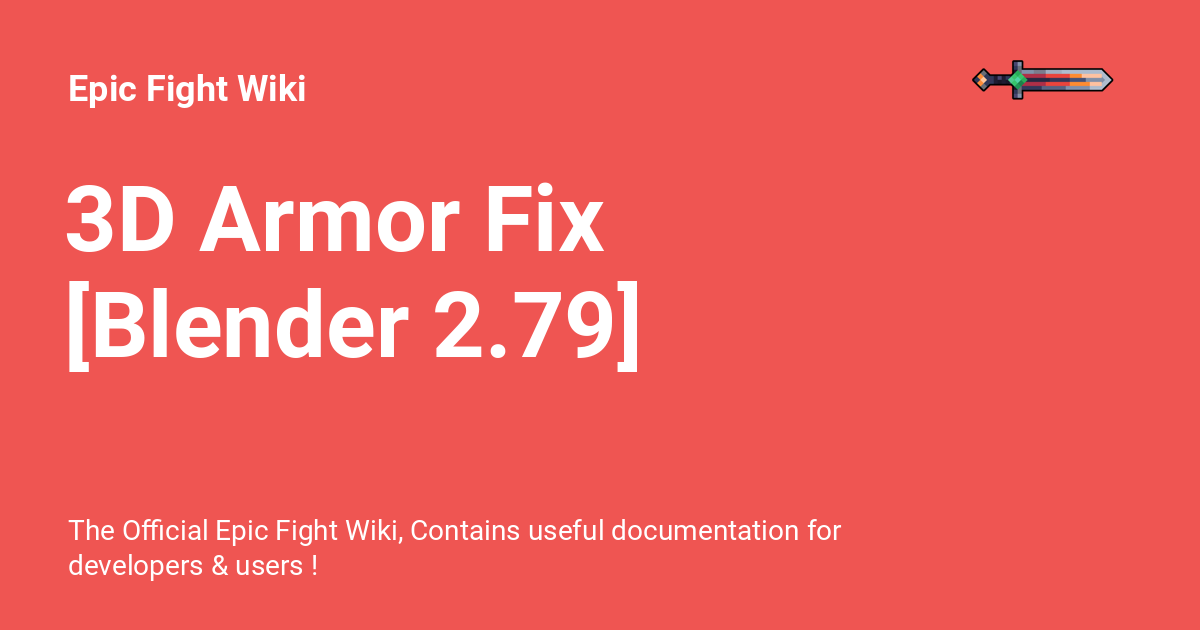 Epic Fight Wiki
3D Armor Fix
[Blender 2.79]
The Official Epic Fight Wiki, Contains useful documentation for
developers & users !